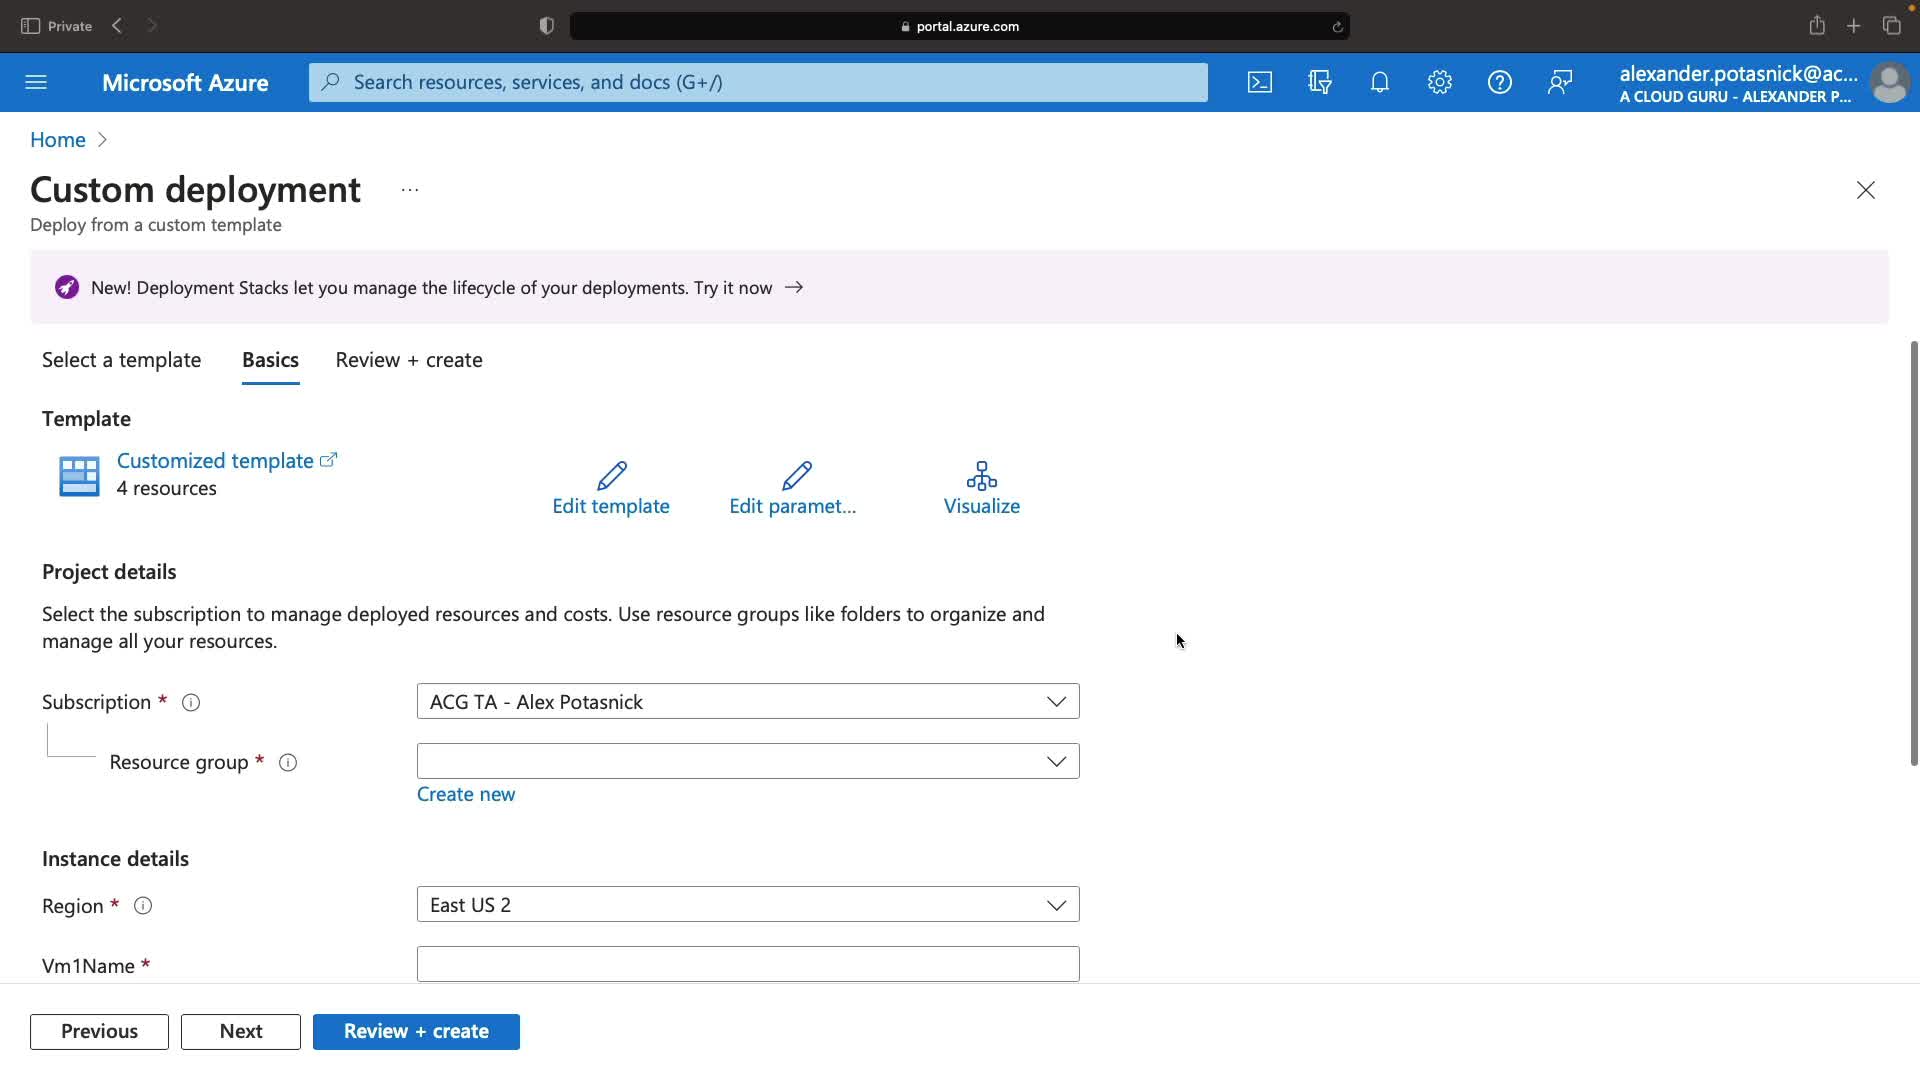 Private
portal.azure.com
Microsoft Azure
Search resources, services, and docs (G+/)
alexander.potasnick@ac...
A CLOUD GURU - ALEXANDER P...
Home
Custom deployment
...
Deploy from a custom template
New! Deployment Stacks let you manage the lifecycle of your deployments. Try it now →
Select a template
Basics
Review + create
Template
Customized template
4 resources
Edit template
Edit paramet...
Visualize
Project details
Select the subscription to manage deployed resources and costs. Use resource groups like folders to organize and
manage all your resources.
Subscription *
ACG TA - Alex Potasnick
Resource group *
Create new
Instance details
Region *
East US 2
Vm1Name *
Previous
Next
Review + create